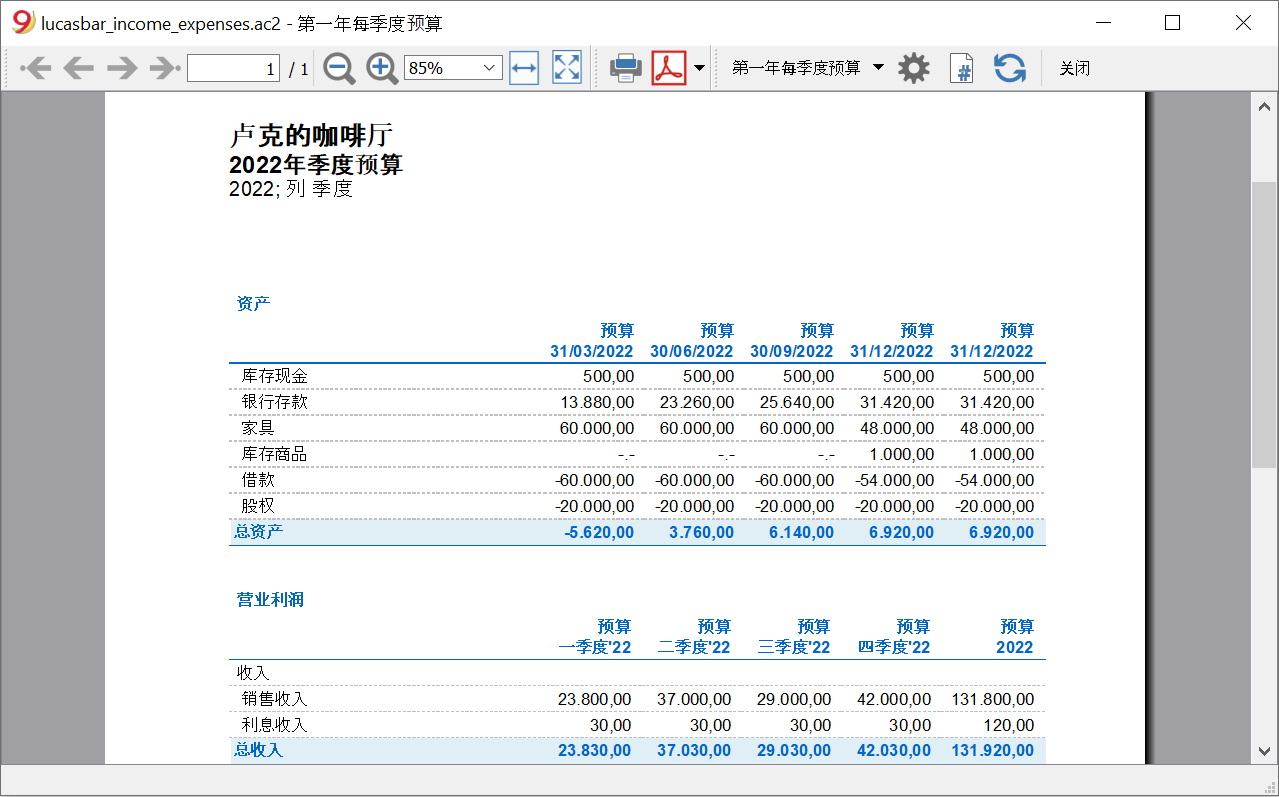 lucasbar_income_expenses.ac2 - 第一年每季度预算
1 / 1 85% 第一年每季度预算 # 关闭
卢克的咖啡厅
2022年季度预算
2022; 列 季度
资产
预算 预算 预算 预算 预算
31/03/2022 30/06/2022 30/09/2022 31/12/2022 31/12/2022
库存现金 500,00 500,00 500,00 500,00 500,00
银行存款 13.880,00 23.260,00 25.640,00 31.420,00 31.420,00
家具 60.000,00 60.000,00 60.000,00 48.000,00 48.000,00
库存商品 -.- -.- -.- 1.000,00 1.000,00
借款 -60.000,00 -60.000,00 -60.000,00 -54.000,00 -54.000,00
股权 -20.000,00 -20.000,00 -20.000,00 -20.000,00 -20.000,00
总资产 -5.620,00 3.760,00 6.140,00 6.920,00 6.920,00
营业利润
预算 预算 预算 预算 预算
一季度'22 二季度'22 三季度'22 四季度'22 2022
收入
销售收入 23.800,00 37.000,00 29.000,00 42.000,00 131.800,00
利息收入 30,00 30,00 30,00 30,00 120,00
总收入 23.830,00 37.030,00 29.030,00 42.030,00 131.920,00